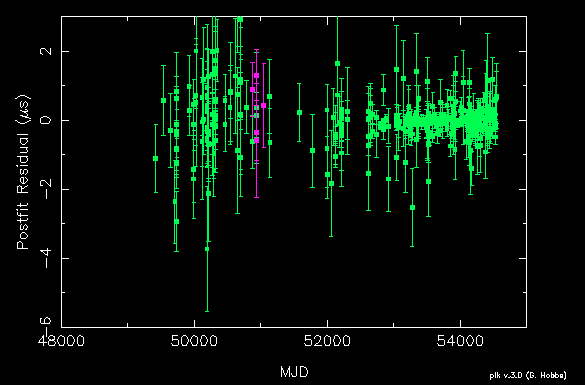 Postfit Residual (μs)
2
0
−2
−4
−6
48000 50000 52000 54000
MJD
plk v.3.0 (G. Hobbs)